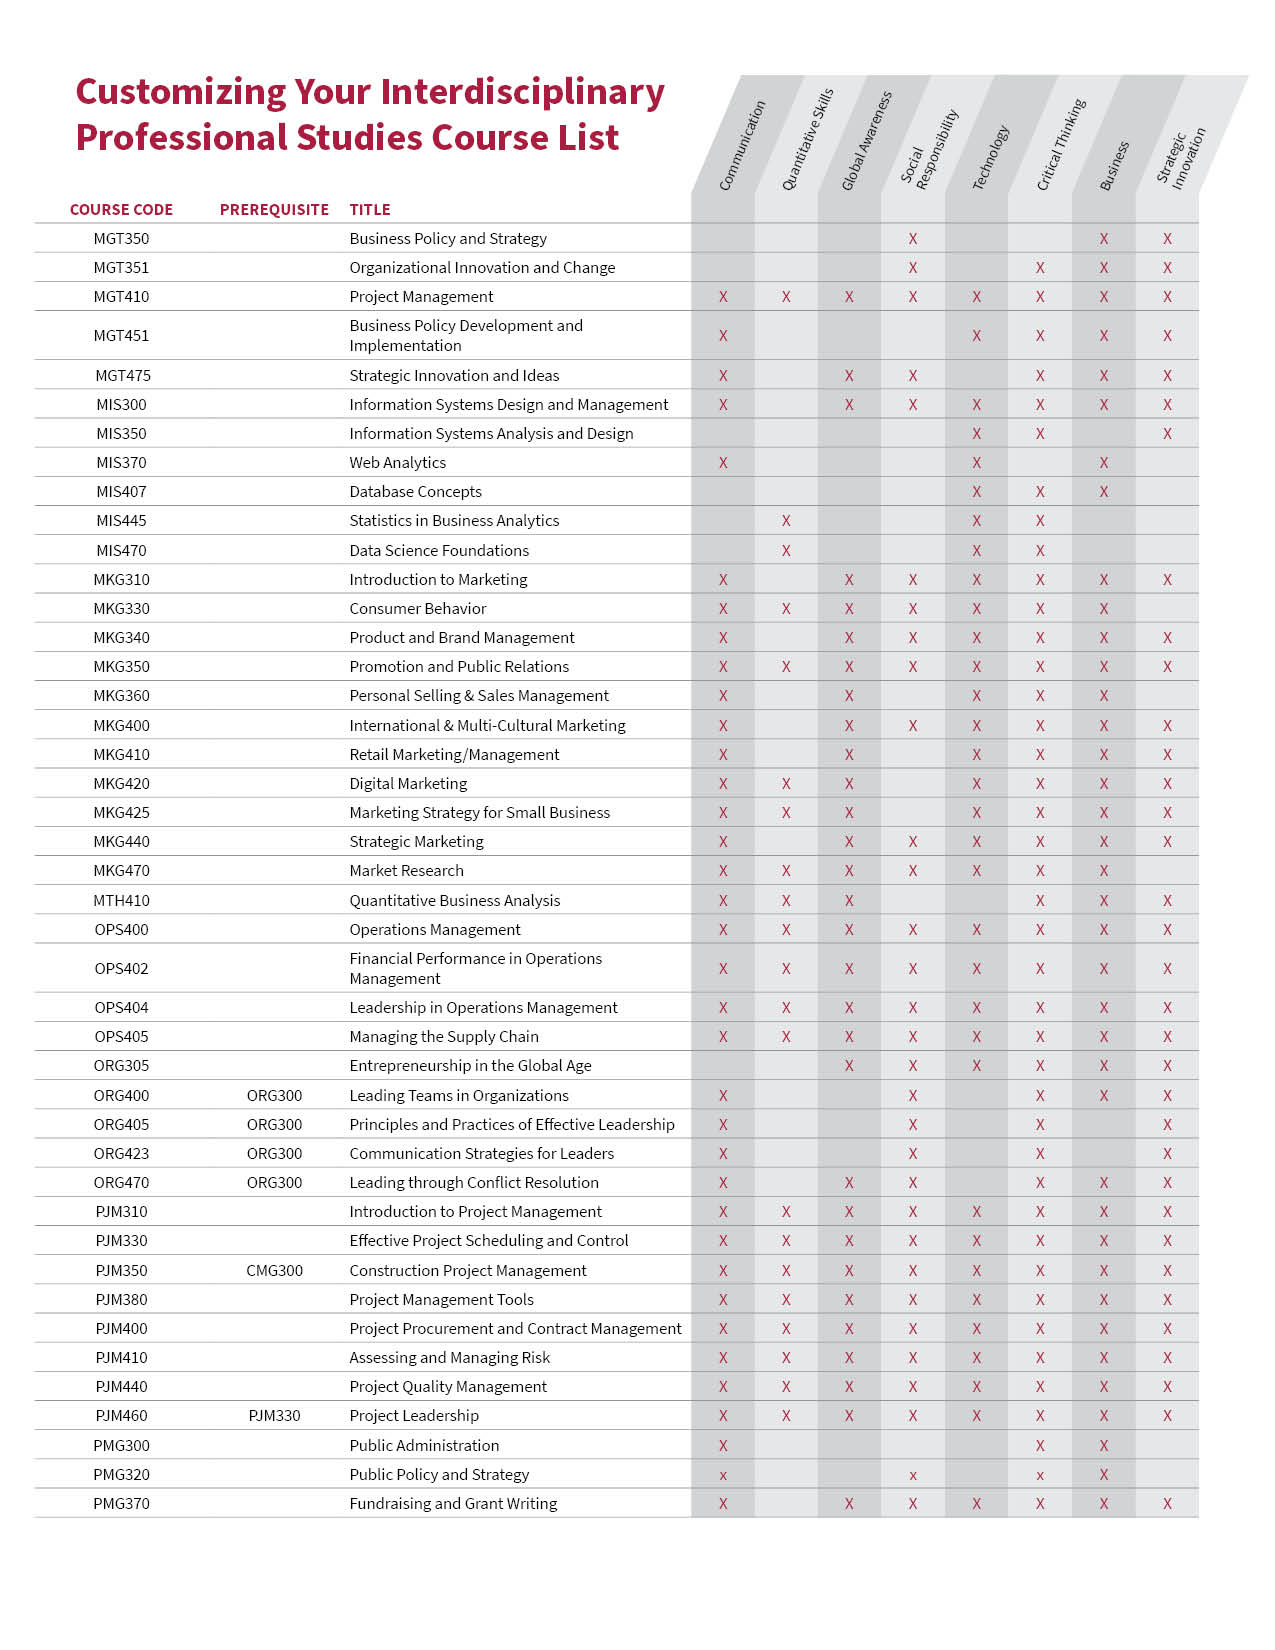 Customizing Your Interdisciplinary
Professional Studies Course List
Communication
Quantitative Skills
Global Awareness
Social
Responsibility
Technology
Critical Thinking
Business
Strategic
Innovation
COURSE CODE PREREQUISITE TITLE
MGT350 Business Policy and Strategy X X X
MGT351 Organizational Innovation and Change X X X X
MGT410 Project Management X X X X X X X X
Business Policy Development and
MGT451 X X X X X
Implementation
MGT475 Strategic Innovation and Ideas X X X X X X
MIS300 Information Systems Design and Management X X X X X X X
MIS350 Information Systems Analysis and Design X X X
MIS370 Web Analytics X X X
MIS407 Database Concepts X X X
MIS445 Statistics in Business Analytics X X X
MIS470 Data Science Foundations X X X
MKG310 Introduction to Marketing X X X X X X X
MKG330 Consumer Behavior X X X X X X X
MKG340 Product and Brand Management X X X X X X X
MKG350 Promotion and Public Relations X X X X X X X X
MKG360 Personal Selling & Sales Management X X X X X
MKG400 International & Multi-Cultural Marketing X X X X X X X
MKG410 Retail Marketing/Management X X X X X X
MKG420 Digital Marketing X X X X X X X
MKG425 Marketing Strategy for Small Business X X X X X X X
MKG440 Strategic Marketing X X X X X X X
MKG470 Market Research X X X X X X X
MTH410 Quantitative Business Analysis X X X X X X
OPS400 Operations Management X X X X X X X X
Financial Performance in Operations
OPS402 X X X X X X X X
Management
OPS404 Leadership in Operations Management X X X X X X X X
OPS405 Managing the Supply Chain X X X X X X X X
ORG305 Entrepreneurship in the Global Age X X X X X X
ORG400 ORG300 Leading Teams in Organizations X X X X X
ORG405 ORG300 Principles and Practices of Effective Leadership X X X X
ORG423 ORG300 Communication Strategies for Leaders X X X X
ORG470 ORG300 Leading through Conflict Resolution X X X X X X
PJM310 Introduction to Project Management X X X X X X X X
PJM330 Effective Project Scheduling and Control X X X X X X X X
PJM350 CMG300 Construction Project Management X X X X X X X X
PJM380 Project Management Tools X X X X X X X X
PJM400 Project Procurement and Contract Management X X X X X X X X
PJM410 Assessing and Managing Risk X X X X X X X X
PJM440 Project Quality Management X X X X X X X X
PJM460 PJM330 Project Leadership X X X X X X X X
PMG300 Public Administration X X X
PMG320 Public Policy and Strategy x x x X
PMG370 Fundraising and Grant Writing X X X X X X X